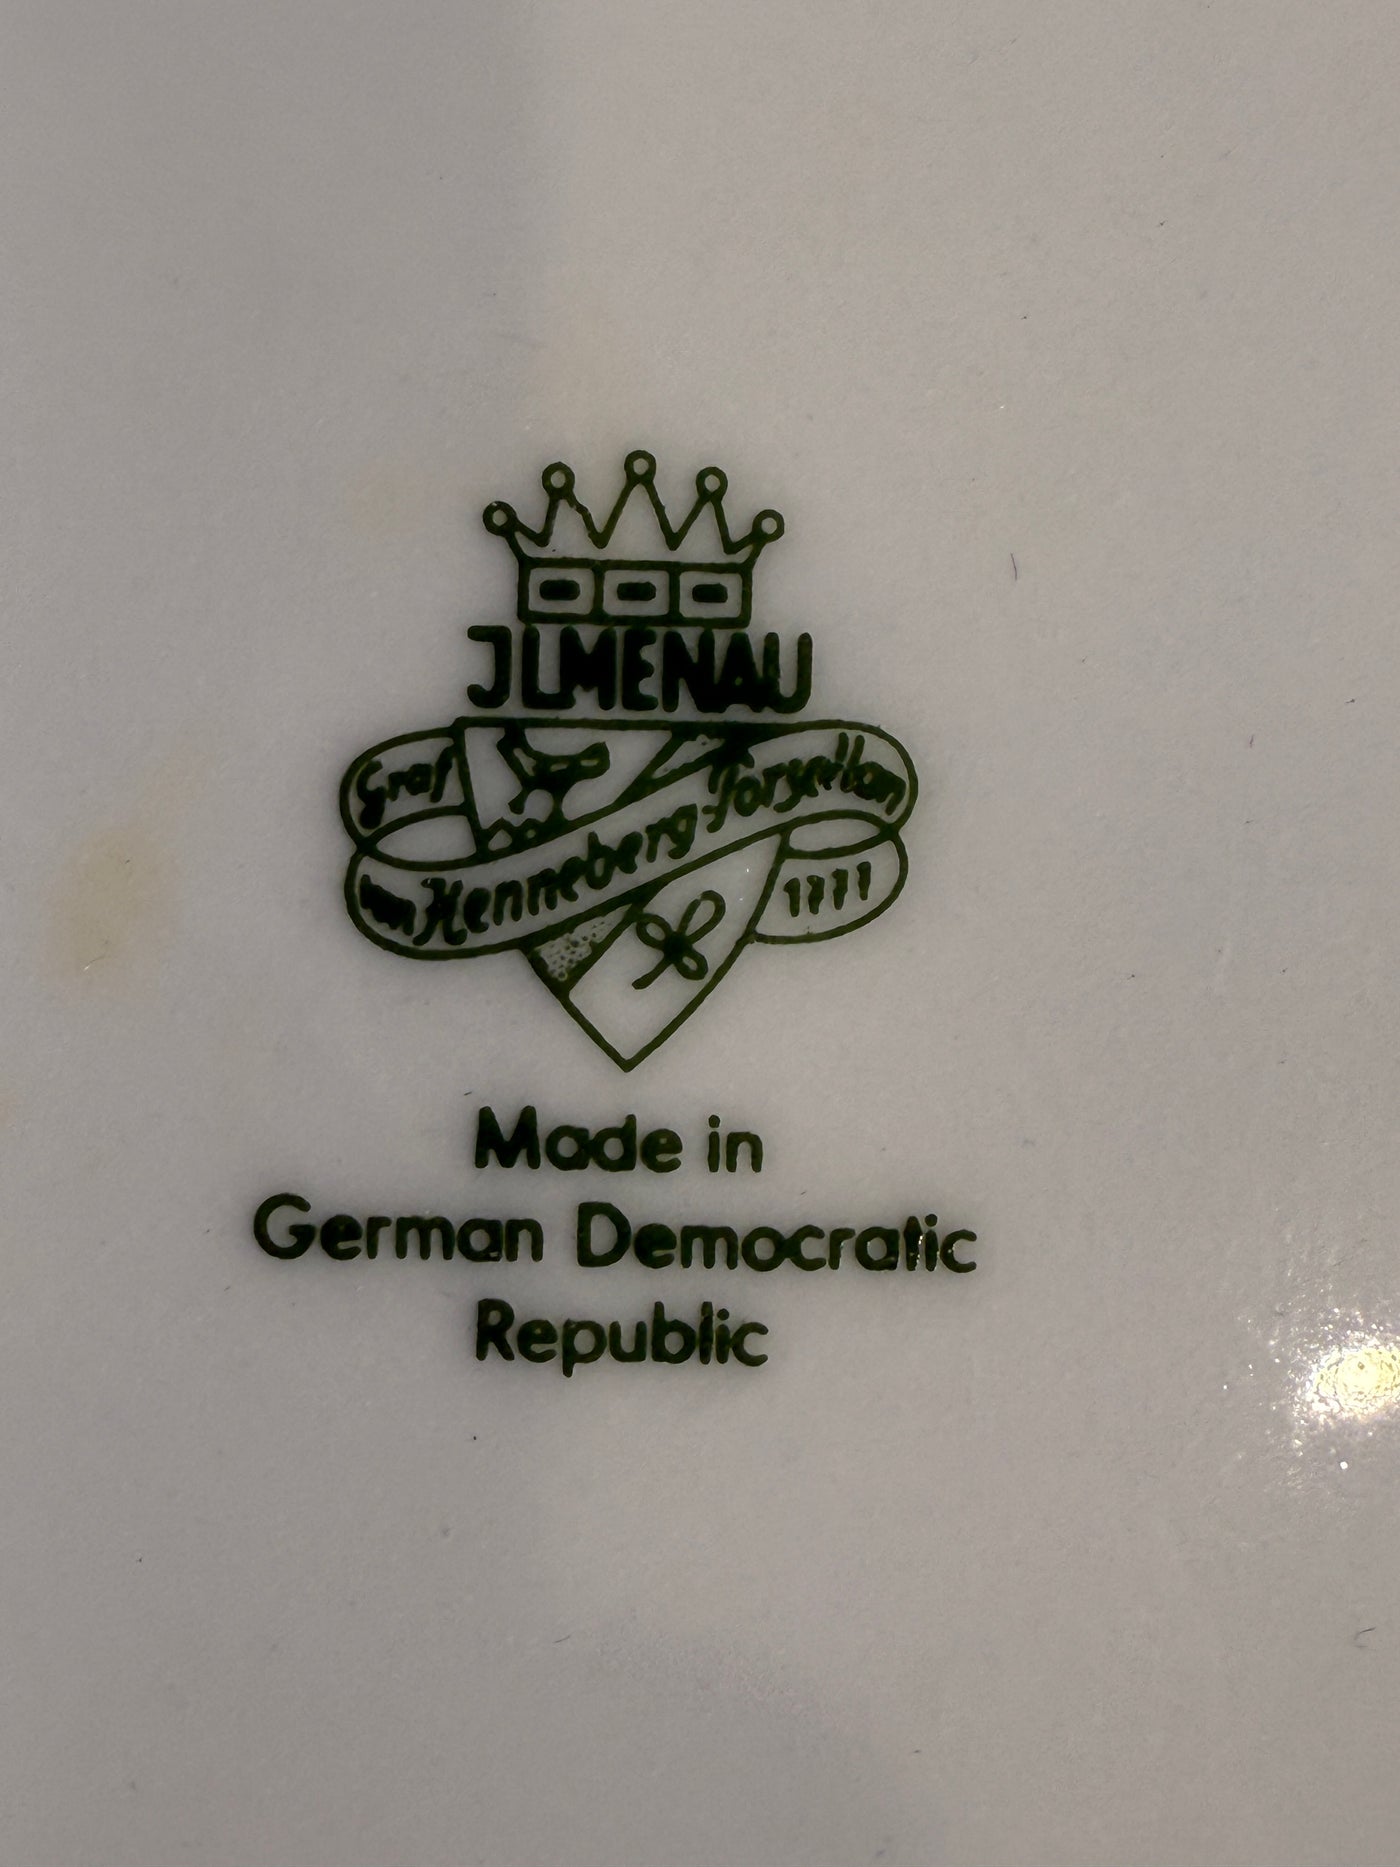 JLMENAU
Graf
von Henneberg-Porzellan
1777
Made in
German Democratic
Republic